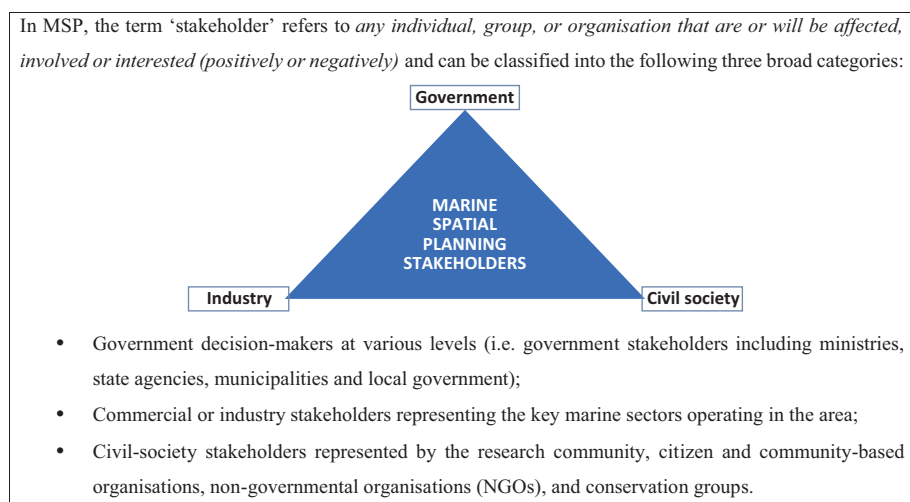 In MSP, the term ‘stakeholder’ refers to any individual, group, or organisation that are or will be affected,
involved or interested (positively or negatively) and can be classified into the following three broad categories:
Government
MARINE
SPATIAL
PLANNING
STAKEHOLDERS
Industry
Civil society
• Government decision-makers at various levels (i.e. government stakeholders including ministries,
state agencies, municipalities and local government);
• Commercial or industry stakeholders representing the key marine sectors operating in the area;
• Civil-society stakeholders represented by the research community, citizen and community-based
organisations, non-governmental organisations (NGOs), and conservation groups.